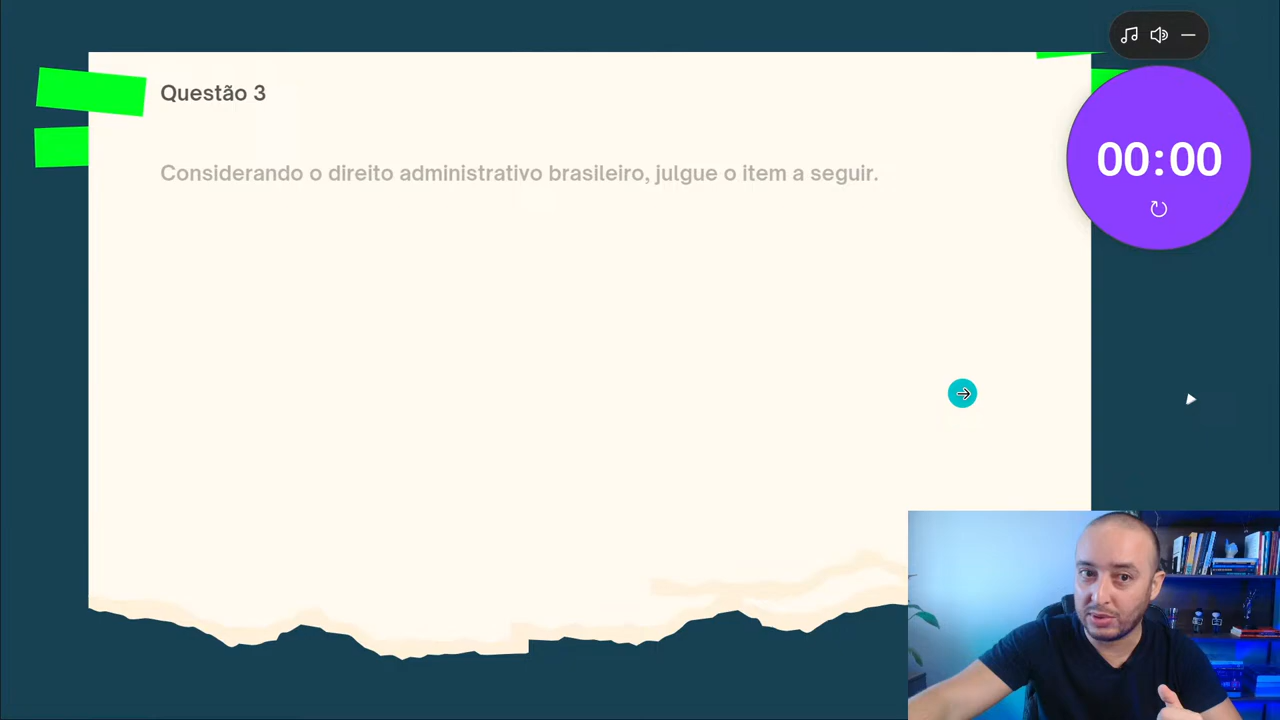 Questão 3
00:00
Considerando o direito administrativo brasileiro, julgue o item a seguir.